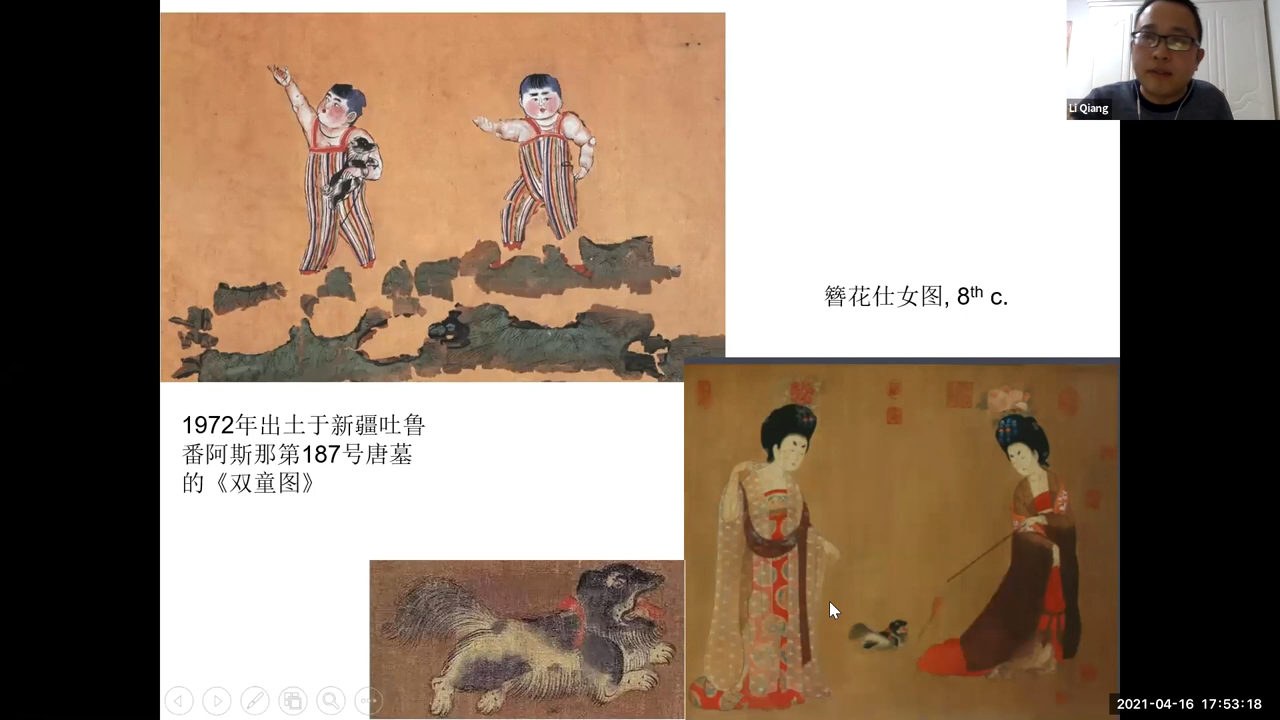 Li Qiang
簪花仕女图, 8th c.
1972年出土于新疆吐鲁
番阿斯那第187号唐墓
的《双童图》
2021-04-16 17:53:18